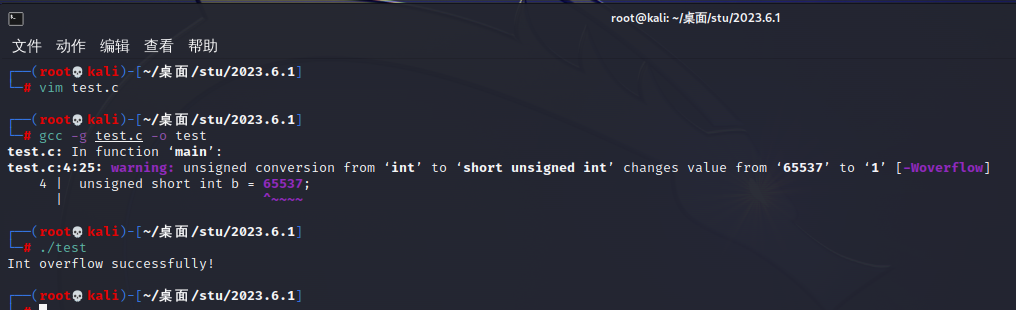 root@kali: ~/桌面/stu/2023.6.1
文件 动作 编辑 查看 帮助
┌──(root💀kali)-[~/桌面/stu/2023.6.1]
└─# vim test.c
┌──(root💀kali)-[~/桌面/stu/2023.6.1]
└─# gcc -g test.c -o test
test.c: In function ‘main’:
test.c:4:25: warning: unsigned conversion from ‘int’ to ‘short unsigned int’ changes value from ‘65537’ to ‘1’ [-Woverflow]
4 | unsigned short int b = 65537;
| ^~~~~
┌──(root💀kali)-[~/桌面/stu/2023.6.1]
└─# ./test
Int overflow successfully!
┌──(root💀kali)-[~/桌面/stu/2023.6.1]
└─#